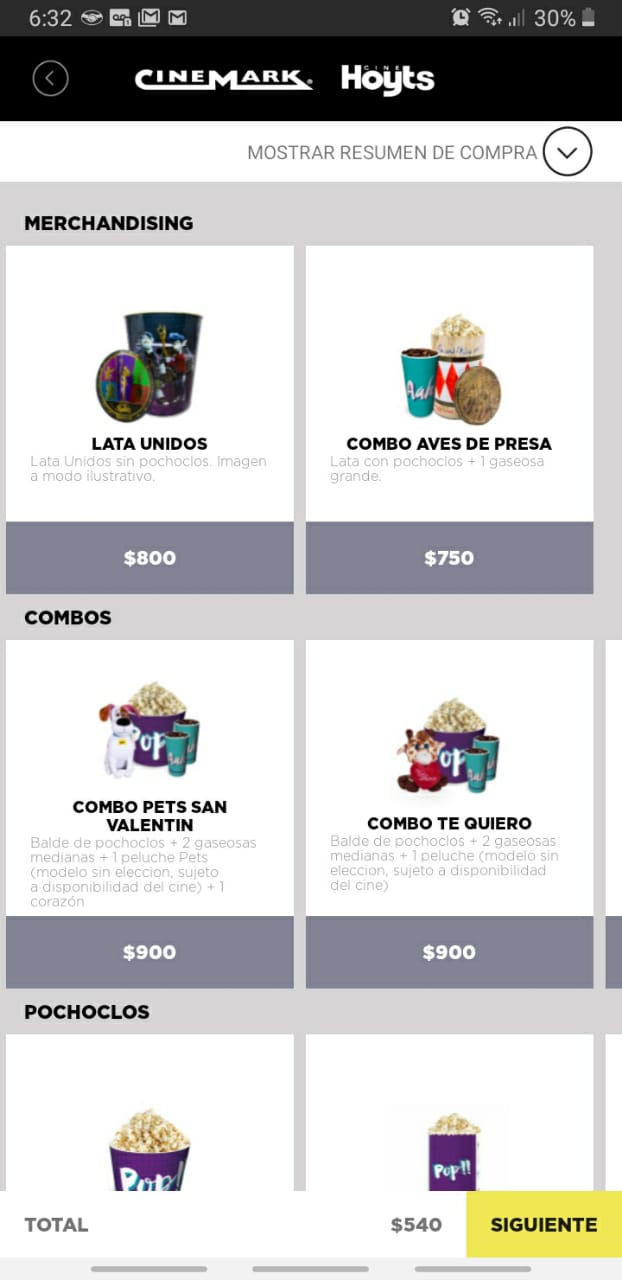 6:32
30%
CINEMARK
CINE
Hoyts
MOSTRAR RESUMEN DE COMPRA
MERCHANDISING
LATA UNIDOS
Lata Unidos sin pochoclos. Imagen
a modo ilustrativo.
$800
COMBO AVES DE PRESA
Lata con pochoclos + 1 gaseosa
grande.
$750
COMBOS
Pop
COMBO PETS SAN
VALENTIN
Balde de pochoclos + 2 gaseosas
medianas + 1 peluche Pets
(modelo sin eleccion, sujeto
a disponibilidad del cine) + 1
corazón
$900
COMBO TE QUIERO
Balde de pochoclos + 2 gaseosas
medianas + 1 peluche (modelo sin
eleccion, sujeto a disponibilidad
del cine)
$900
POCHOCLOS
Pop!!
Pop!!
TOTAL
$540
SIGUIENTE